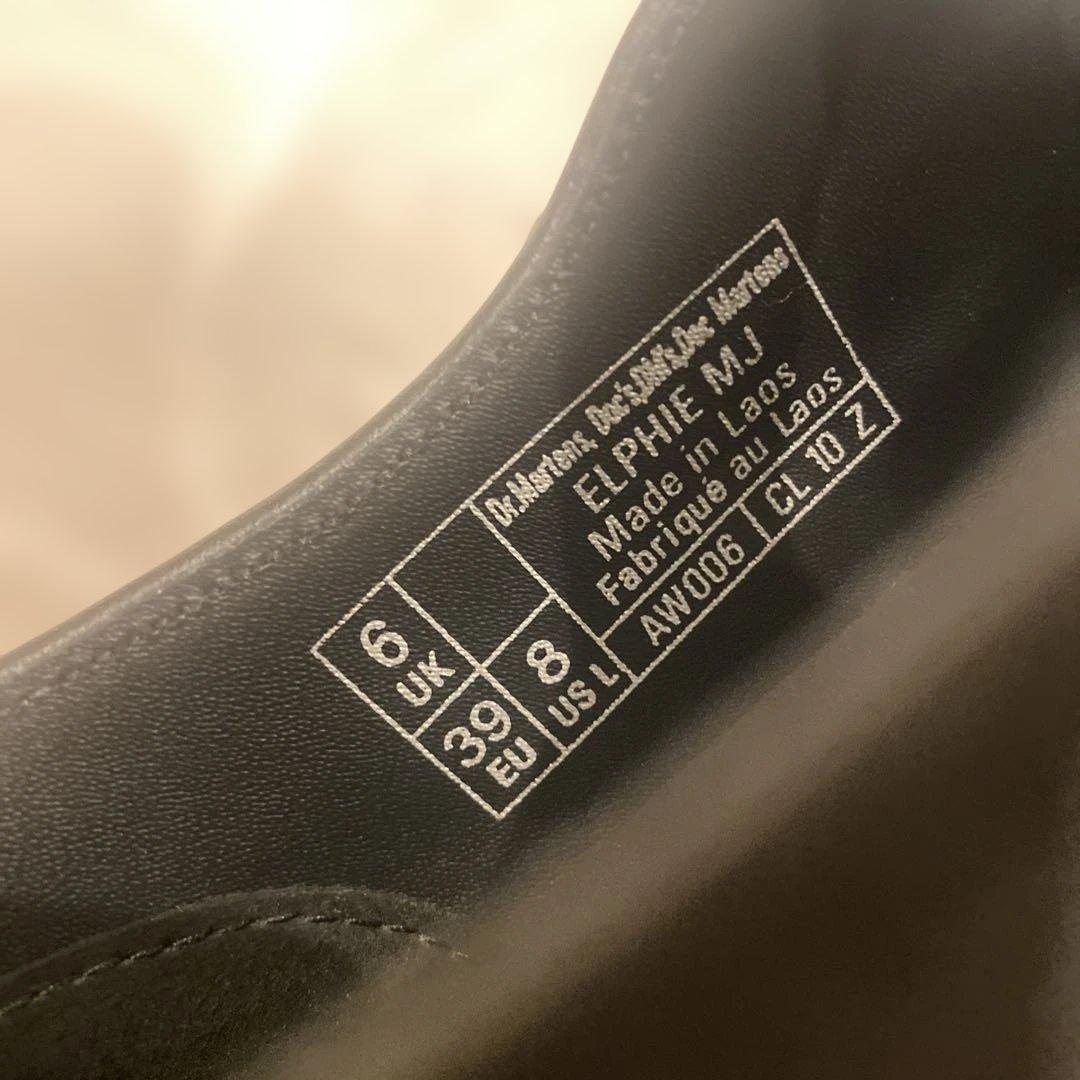 Dr.Martens, Doc's,DM's,Doc Martens
ELPHIE MJ
Made in Laos
Fabriqué au Laos
AW006 CL 10 Z
6
UK
8
US L
39
EU